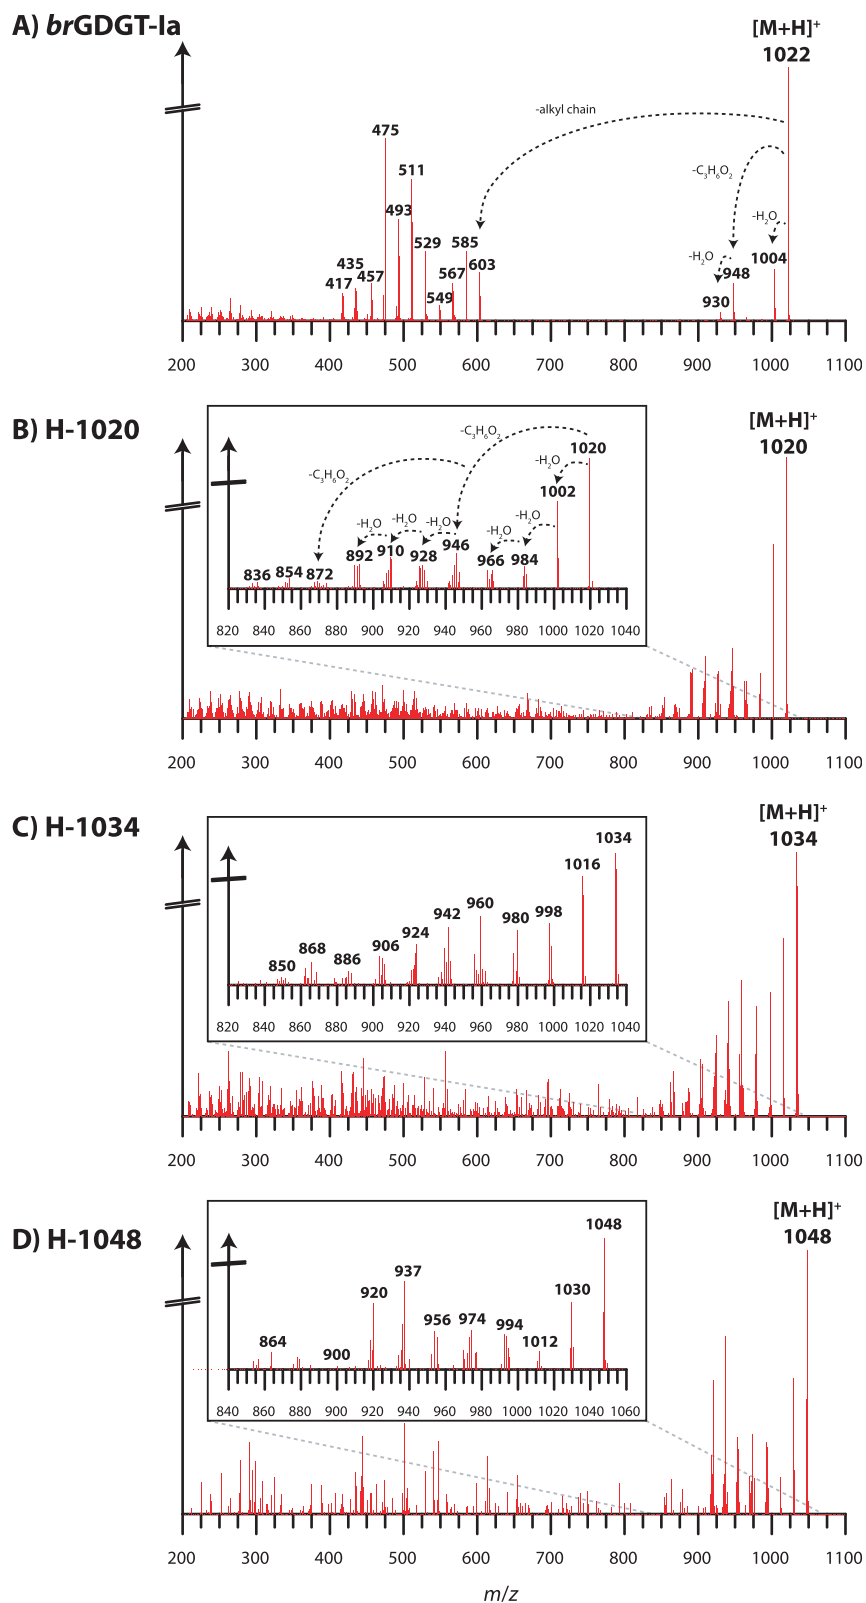 A) brGDGT-Ia
[M+H]+
1022
-alkyl chain
475
-C3H6O2
511
493
-H2O
529
585
-H2O
1004
435
603
948
457
567
417
549
930
200 300 400 500 600 700 800 900 1000 1100
B) H-1020
[M+H]+
1020
-C3H6O2
1020
-C3H6O2
-H2O
1002
-H2O
-H2O
-H2O
-H2O
-H2O
946
892
910
928
966
984
836
854
872
820 840 860 880 900 920 940 960 980 1000 1020 1040
200 300 400 500 600 700 800 900 1000 1100
C) H-1034
[M+H]+
1034
1034
1016
960
942
998
980
924
906
868
886
850
820 840 860 880 900 920 940 960 980 1000 1020 1040
200 300 400 500 600 700 800 900 1000 1100
D) H-1048
[M+H]+
1048
1048
937
920
1030
956
974
994
864
1012
900
840 860 880 900 920 940 960 980 1000 1020 1040 1060
200 300 400 500 600 700 800 900 1000 1100
m/z